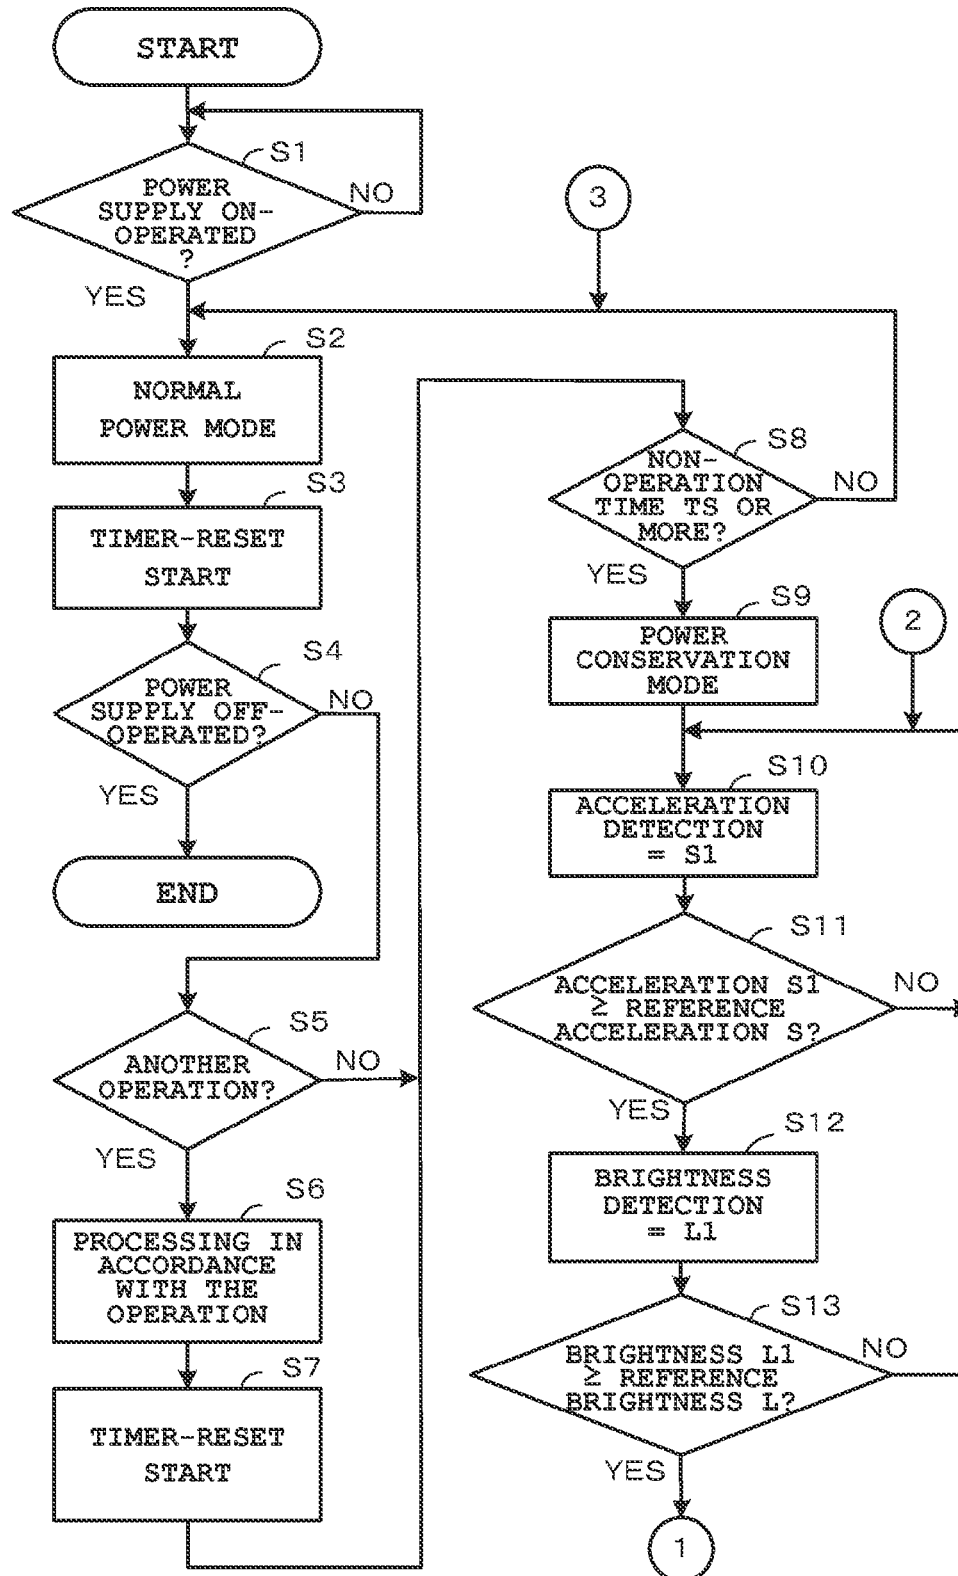 START
S1
POWER
SUPPLY ON-
OPERATED
?
NO
YES
S2
NORMAL
POWER MODE
S3
TIMER-RESET
START
S4
POWER
SUPPLY OFF-
OPERATED?
NO
YES
END
S5
ANOTHER
OPERATION?
NO
YES
S6
PROCESSING IN
ACCORDANCE
WITH THE
OPERATION
S7
TIMER-RESET
START
3
S8
NON-
OPERATION
TIME TS OR
MORE?
NO
YES
S9
POWER
CONSERVATION
MODE
2
S10
ACCELERATION
DETECTION
= S1
S11
ACCELERATION S1
≥ REFERENCE
ACCELERATION S?
NO
YES
S12
BRIGHTNESS
DETECTION
= L1
S13
BRIGHTNESS L1
≥ REFERENCE
BRIGHTNESS L?
NO
YES
1